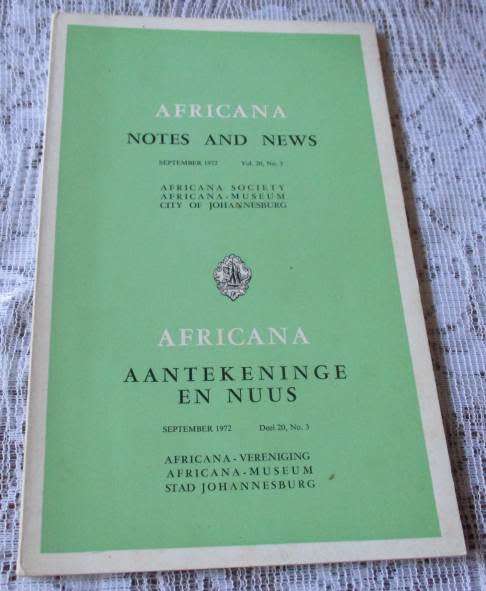 AFRICANA
NOTES AND NEWS
SEPTEMBER 1972 Vol. 20, No. 3
AFRICANA SOCIETY
AFRICANA-MUSEUM
CITY OF JOHANNESBURG
AFRICANA
AANTEKENINGE
EN NUUS
SEPTEMBER 1972 Deel 20, No. 3
AFRICANA-VERENIGING
AFRICANA-MUSEUM
STAD JOHANNESBURG